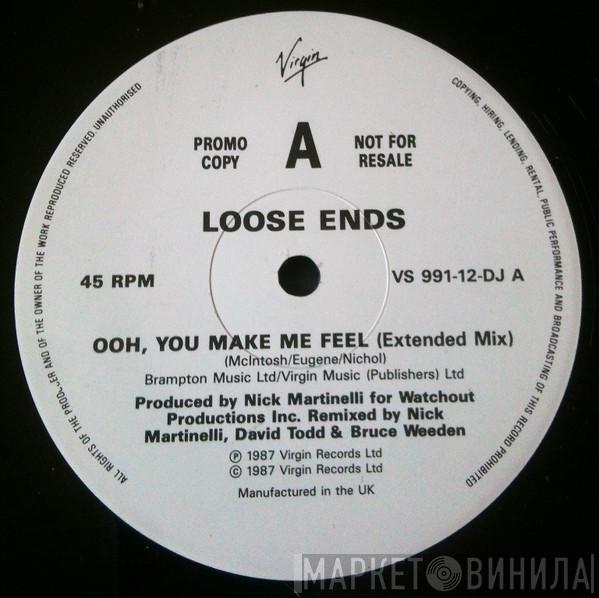 Virgin
PROMO COPY
A
NOT FOR RESALE
LOOSE ENDS
45 RPM
VS 991-12-DJ A
OOH, YOU MAKE ME FEEL (Extended Mix)
(McIntosh/Eugene/Nichol)
Brampton Music Ltd/Virgin Music (Publishers) Ltd
Produced by Nick Martinelli for Watchout
Productions Inc. Remixed by Nick
Martinelli, David Todd & Bruce Weeden
Ⓟ 1987 Virgin Records Ltd
© 1987 Virgin Records Ltd
Manufactured in the UK
ALL RIGHTS OF THE PRODUCER AND OF THE OWNER OF THE WORK REPRODUCED RESERVED. UNAUTHORISED
COPYING, HIRING, LENDING, RENTAL, PUBLIC PERFORMANCE AND BROADCASTING OF THIS RECORD PROHIBITED
МАРКЕТ ВИНИЛА